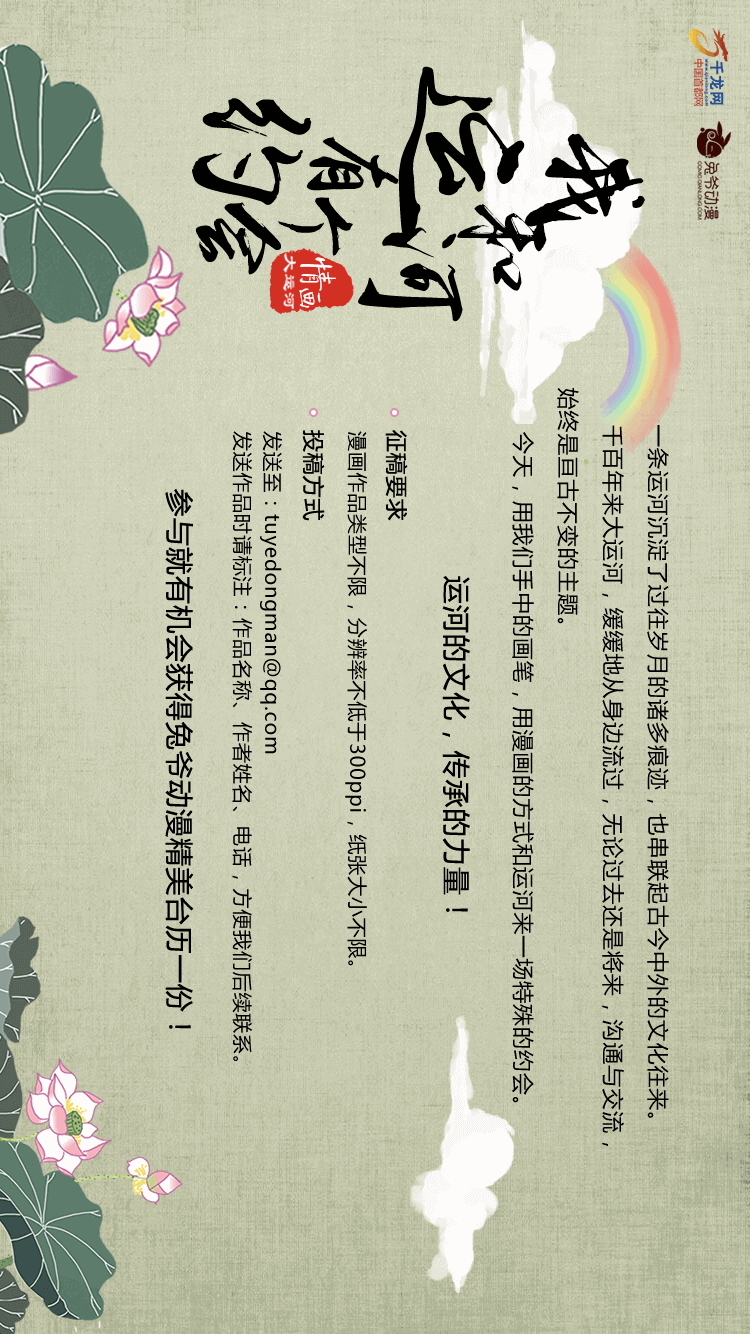 千龙网
www.qianlong.com
中国首都网
兔爷动漫
COMIC.QIANLONG.COM
我和
运河
有个
约会
情画
大运河
一条运河沉淀了过往岁月的诸多痕迹，也串联起古今中外的文化往来。
千百年来大运河，缓缓地从身边流过，无论过去还是将来，沟通与交流，
始终是亘古不变的主题。
今天，用我们手中的画笔，用漫画的方式和运河来一场特殊的约会。
运河的文化，传承的力量！
征稿要求
漫画作品类型不限，分辨率不低于300ppi，纸张大小不限。
投稿方式
发送至：tuyedongman@qq.com
发送作品时请标注：作品名称、作者姓名、电话，方便我们后续联系。
参与就有机会获得兔爷动漫精美台历一份！